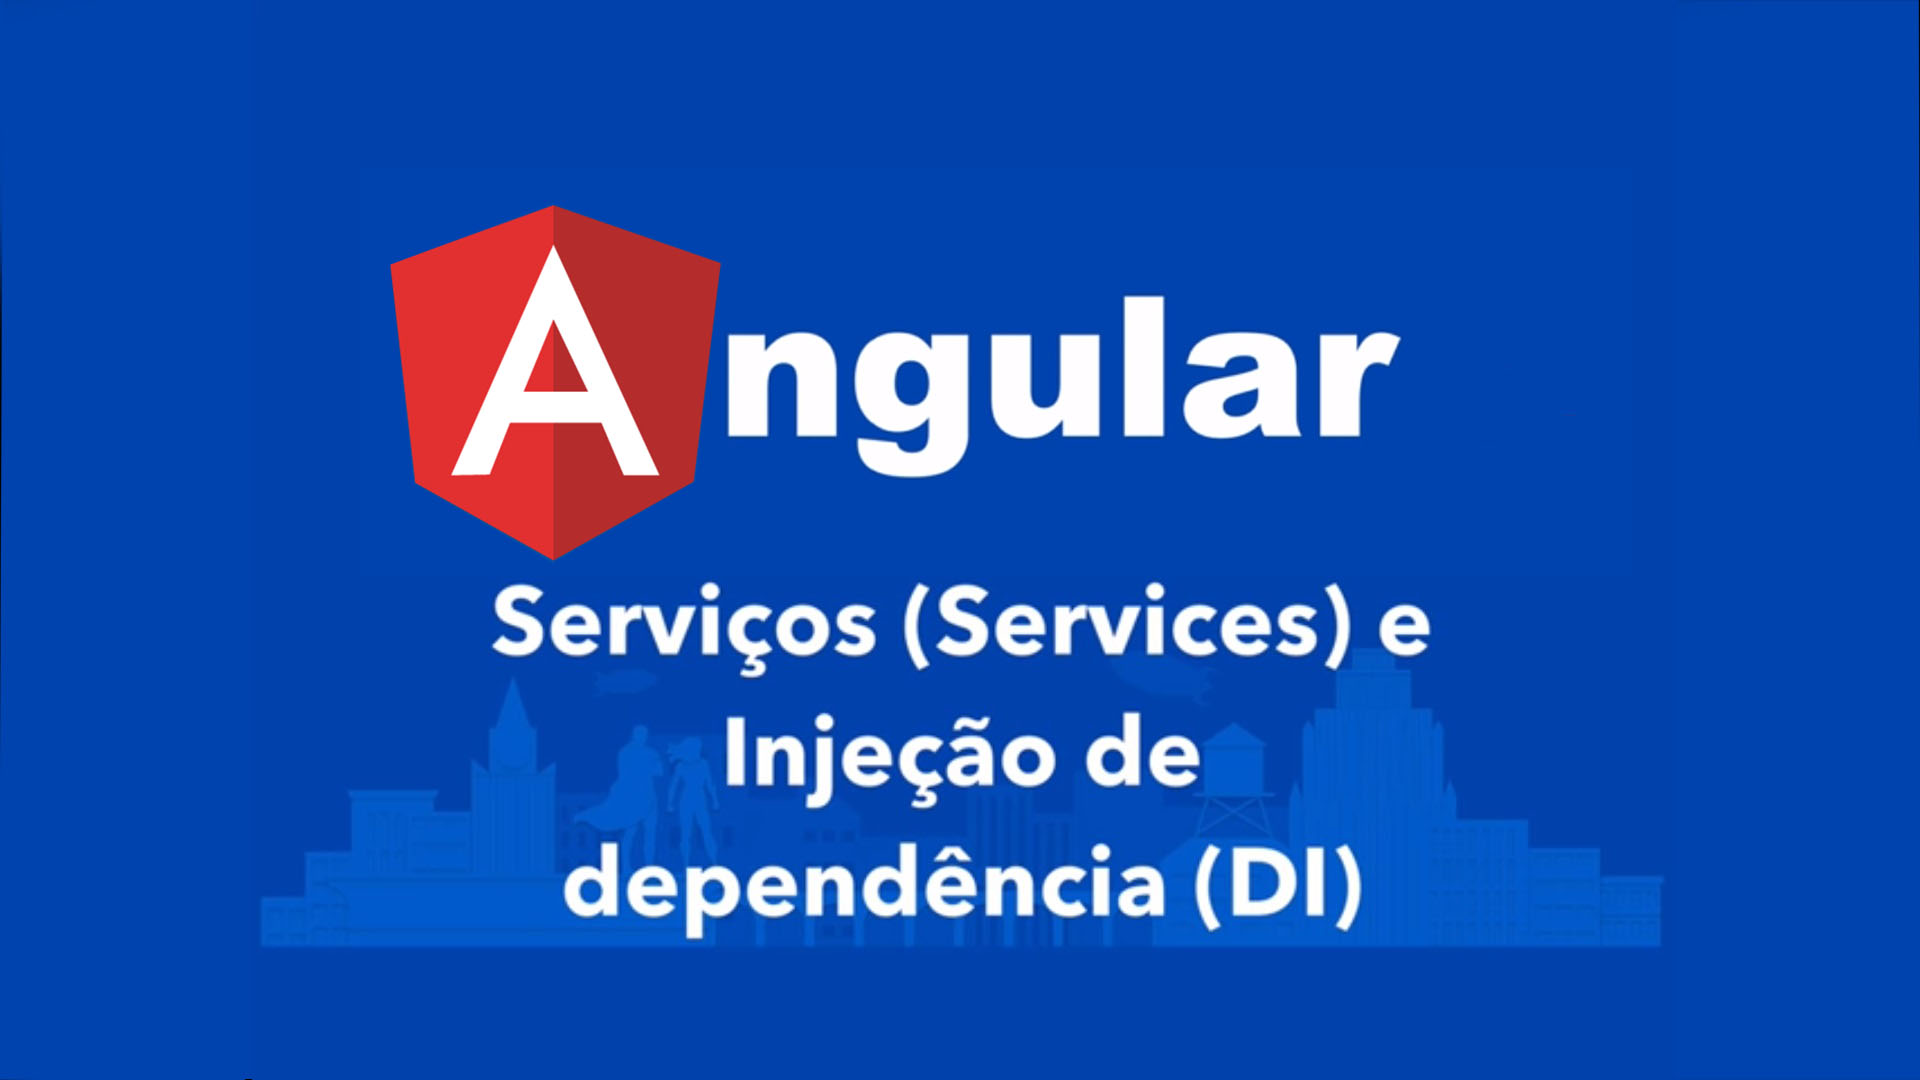 Angular
Serviços (Services) e
Injeção de
dependência (DI)